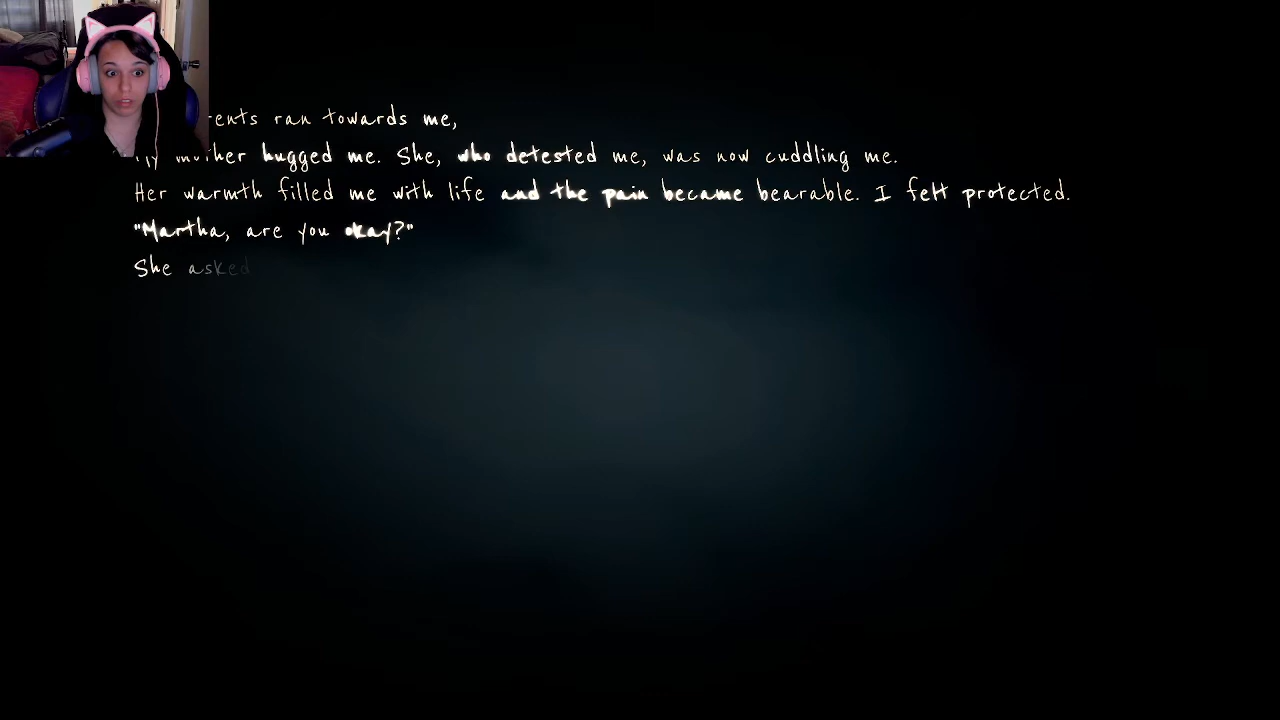 ran towards me,
mother hugged me. She, who detested me, was now cuddling me.
Her warmth filled me with life and the pain became bearable. I felt protected.
"Martha, are you okay?"
She asked